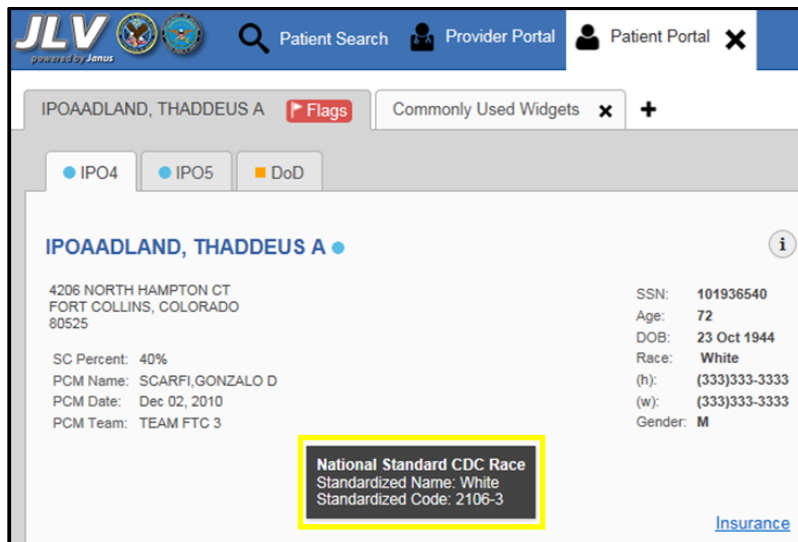 JLV
powered by Janus
Patient Search
Provider Portal
Patient Portal
IPOAADLAND, THADDEUS A Flags
Commonly Used Widgets x +
IPO4
IPO5
DoD
IPOAADLAND, THADDEUS A
4206 NORTH HAMPTON CT
FORT COLLINS, COLORADO
80525
SC Percent: 40%
PCM Name: SCARFI,GONZALO D
PCM Date: Dec 02, 2010
PCM Team: TEAM FTC 3
i
SSN: 101936540
Age: 72
DOB: 23 Oct 1944
Race: White
(h): (333)333-3333
(w): (333)333-3333
Gender: M
National Standard CDC Race
Standardized Name: White
Standardized Code: 2106-3
Insurance